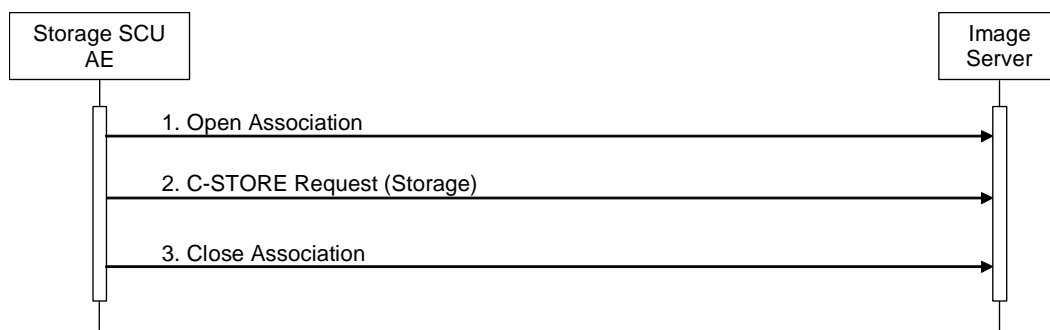 Storage SCU
AE
Image
Server
1. Open Association
2. C-STORE Request (Storage)
3. Close Association